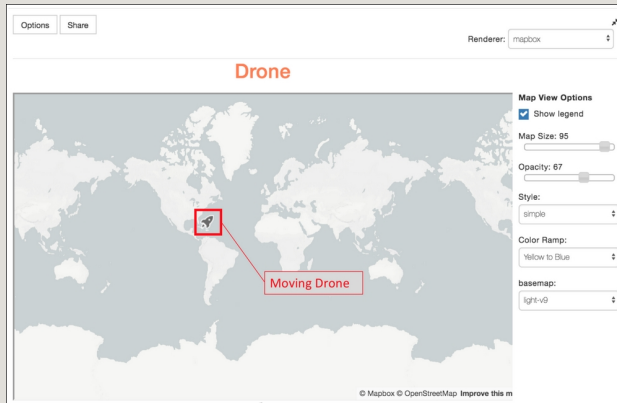 Options Share
Renderer: mapbox
Drone
Map View Options
Show legend
Map Size: 95
Opacity: 67
Style:
simple
Color Ramp:
Yellow to Blue
basemap:
light-v9
Moving Drone
© Mapbox © OpenStreetMap Improve this m